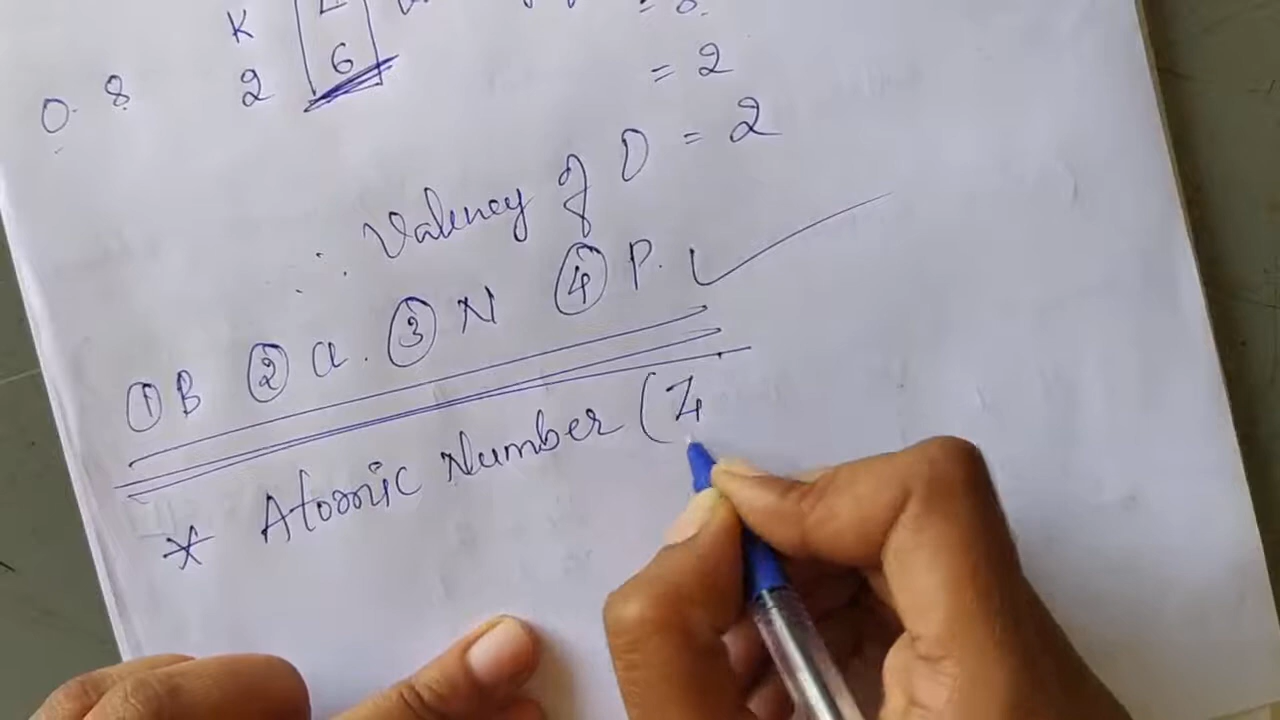 K
O. 8 2 6
= 2
∴ Valency of O = 2
① B ② Cl. ③ N ④ P.
* Atomic Number (Z